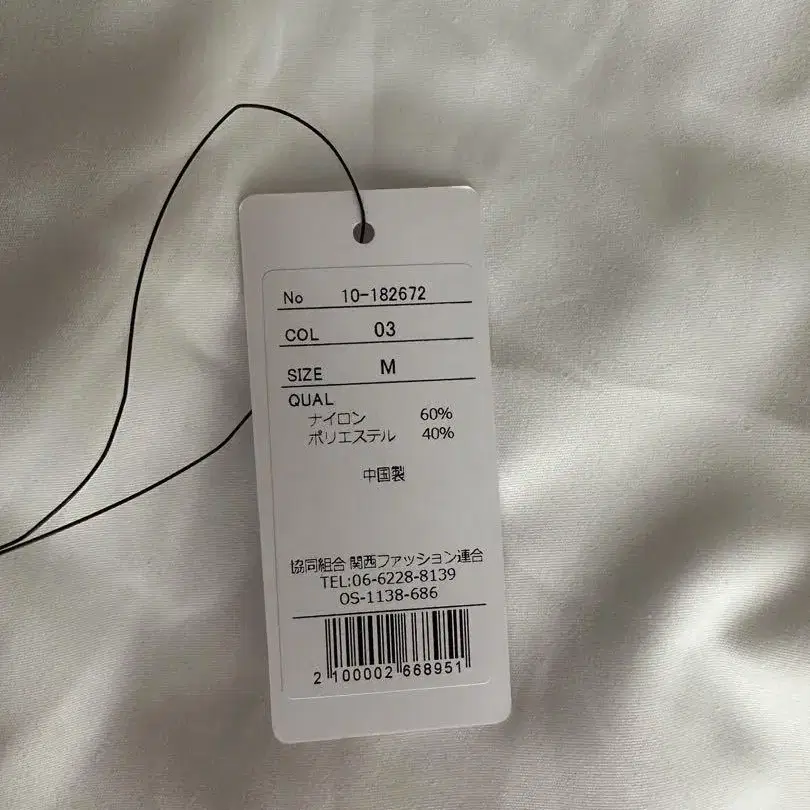 No 10-182672
COL 03
SIZE M
QUAL
ナイロン 60%
ポリエステル 40%
中国製
協同組合 関西ファッション連合
TEL:06-6228-8139
OS-1138-686
2 100002 668951